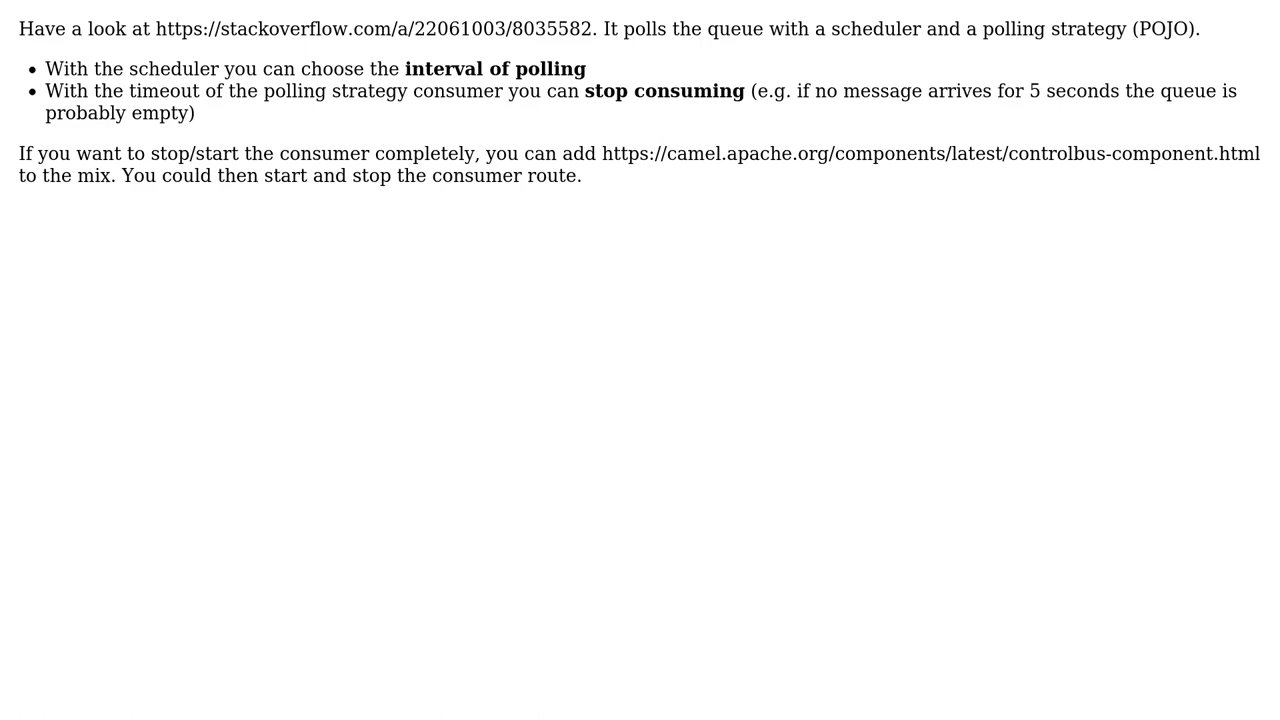 Have a look at https://stackoverflow.com/a/22061003/8035582. It polls the queue with a scheduler and a polling strategy (POJO).
• With the scheduler you can choose the interval of polling
• With the timeout of the polling strategy consumer you can stop consuming (e.g. if no message arrives for 5 seconds the queue is
probably empty)
If you want to stop/start the consumer completely, you can add https://camel.apache.org/components/latest/controlbus-component.html
to the mix. You could then start and stop the consumer route.